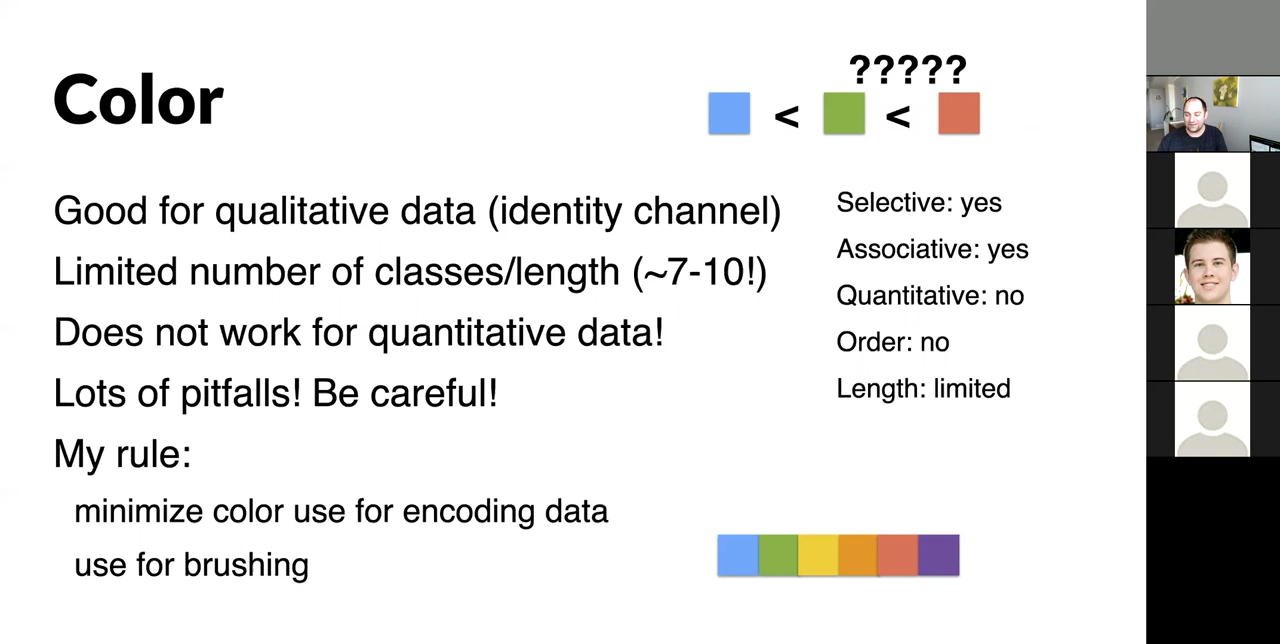 Color
?????
< <
Good for qualitative data (identity channel)
Limited number of classes/length (~7-10!)
Does not work for quantitative data!
Lots of pitfalls! Be careful!
My rule:
minimize color use for encoding data
use for brushing
Selective: yes
Associative: yes
Quantitative: no
Order: no
Length: limited